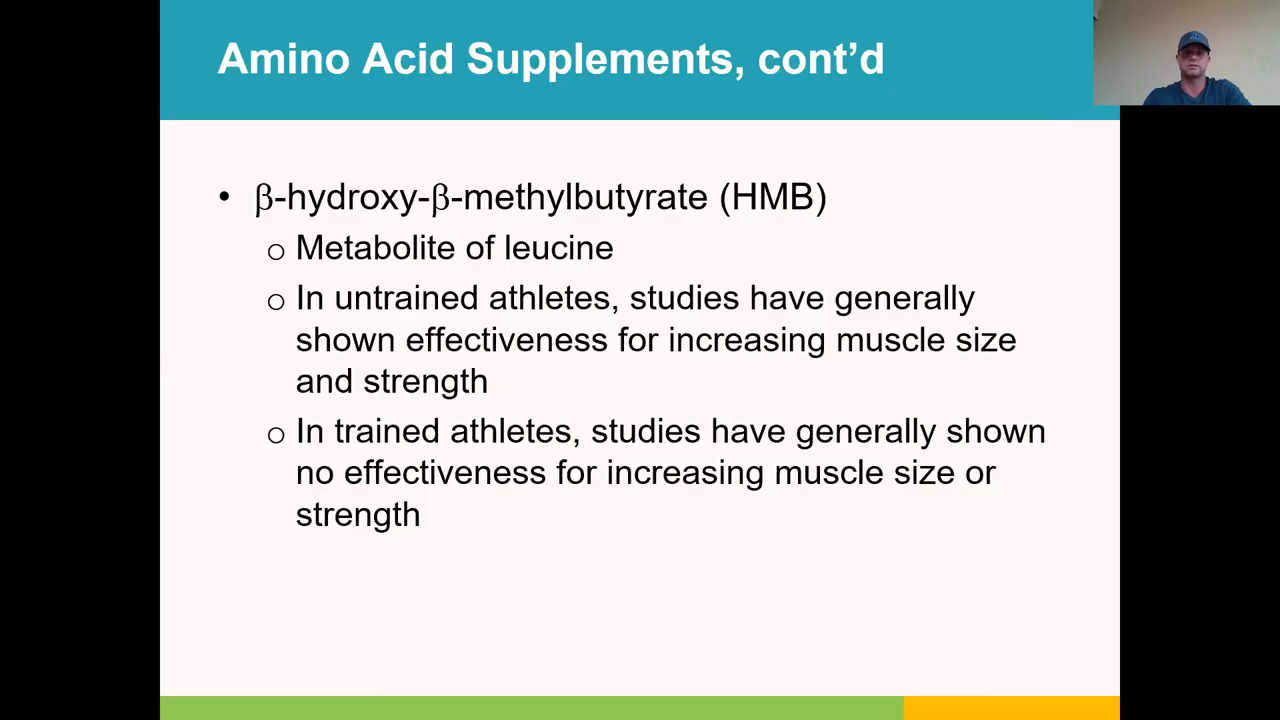 Amino Acid Supplements, cont’d
• β-hydroxy-β-methylbutyrate (HMB)
o Metabolite of leucine
o In untrained athletes, studies have generally
shown effectiveness for increasing muscle size
and strength
o In trained athletes, studies have generally shown
no effectiveness for increasing muscle size or
strength